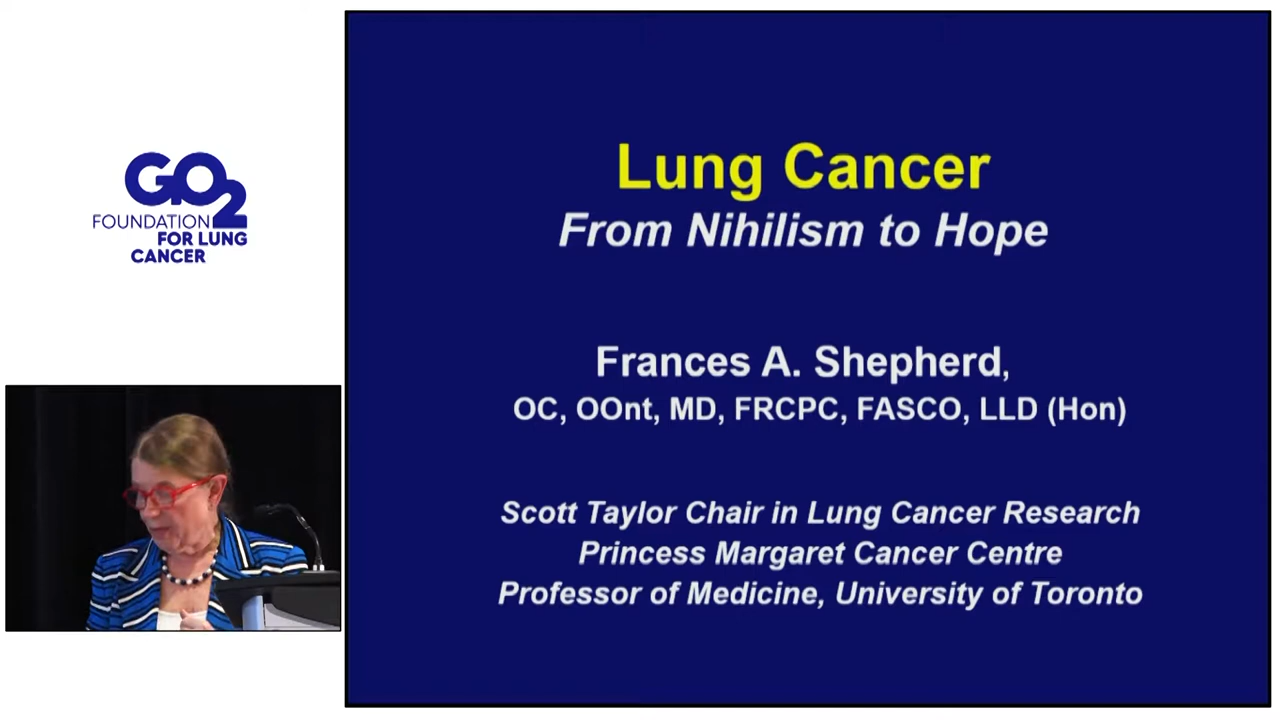 GO2
FOUNDATION
FOR LUNG
CANCER
Lung Cancer
From Nihilism to Hope
Frances A. Shepherd,
OC, OOnt, MD, FRCPC, FASCO, LLD (Hon)
Scott Taylor Chair in Lung Cancer Research
Princess Margaret Cancer Centre
Professor of Medicine, University of Toronto